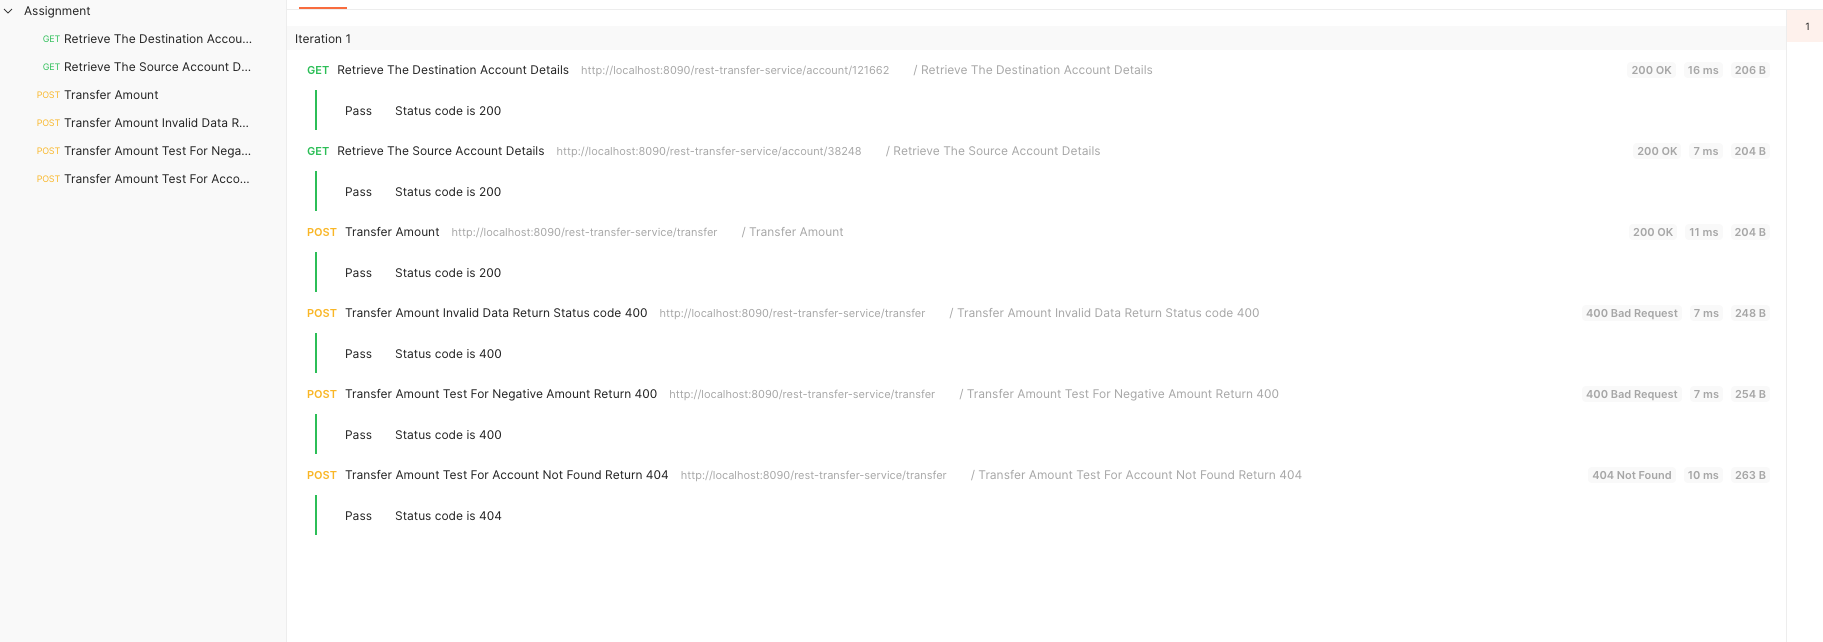 Assignment
GET Retrieve The Destination Accou...
GET Retrieve The Source Account D...
POST Transfer Amount
POST Transfer Amount Invalid Data R...
POST Transfer Amount Test For Nega...
POST Transfer Amount Test For Acco...
Iteration 1
1
GET Retrieve The Destination Account Details http://localhost:8090/rest-transfer-service/account/121662 / Retrieve The Destination Account Details 200 OK 16 ms 206 B
Pass Status code is 200
GET Retrieve The Source Account Details http://localhost:8090/rest-transfer-service/account/38248 / Retrieve The Source Account Details 200 OK 7 ms 204 B
Pass Status code is 200
POST Transfer Amount http://localhost:8090/rest-transfer-service/transfer / Transfer Amount 200 OK 11 ms 204 B
Pass Status code is 200
POST Transfer Amount Invalid Data Return Status code 400 http://localhost:8090/rest-transfer-service/transfer / Transfer Amount Invalid Data Return Status code 400 400 Bad Request 7 ms 248 B
Pass Status code is 400
POST Transfer Amount Test For Negative Amount Return 400 http://localhost:8090/rest-transfer-service/transfer / Transfer Amount Test For Negative Amount Return 400 400 Bad Request 7 ms 254 B
Pass Status code is 400
POST Transfer Amount Test For Account Not Found Return 404 http://localhost:8090/rest-transfer-service/transfer / Transfer Amount Test For Account Not Found Return 404 404 Not Found 10 ms 263 B
Pass Status code is 404